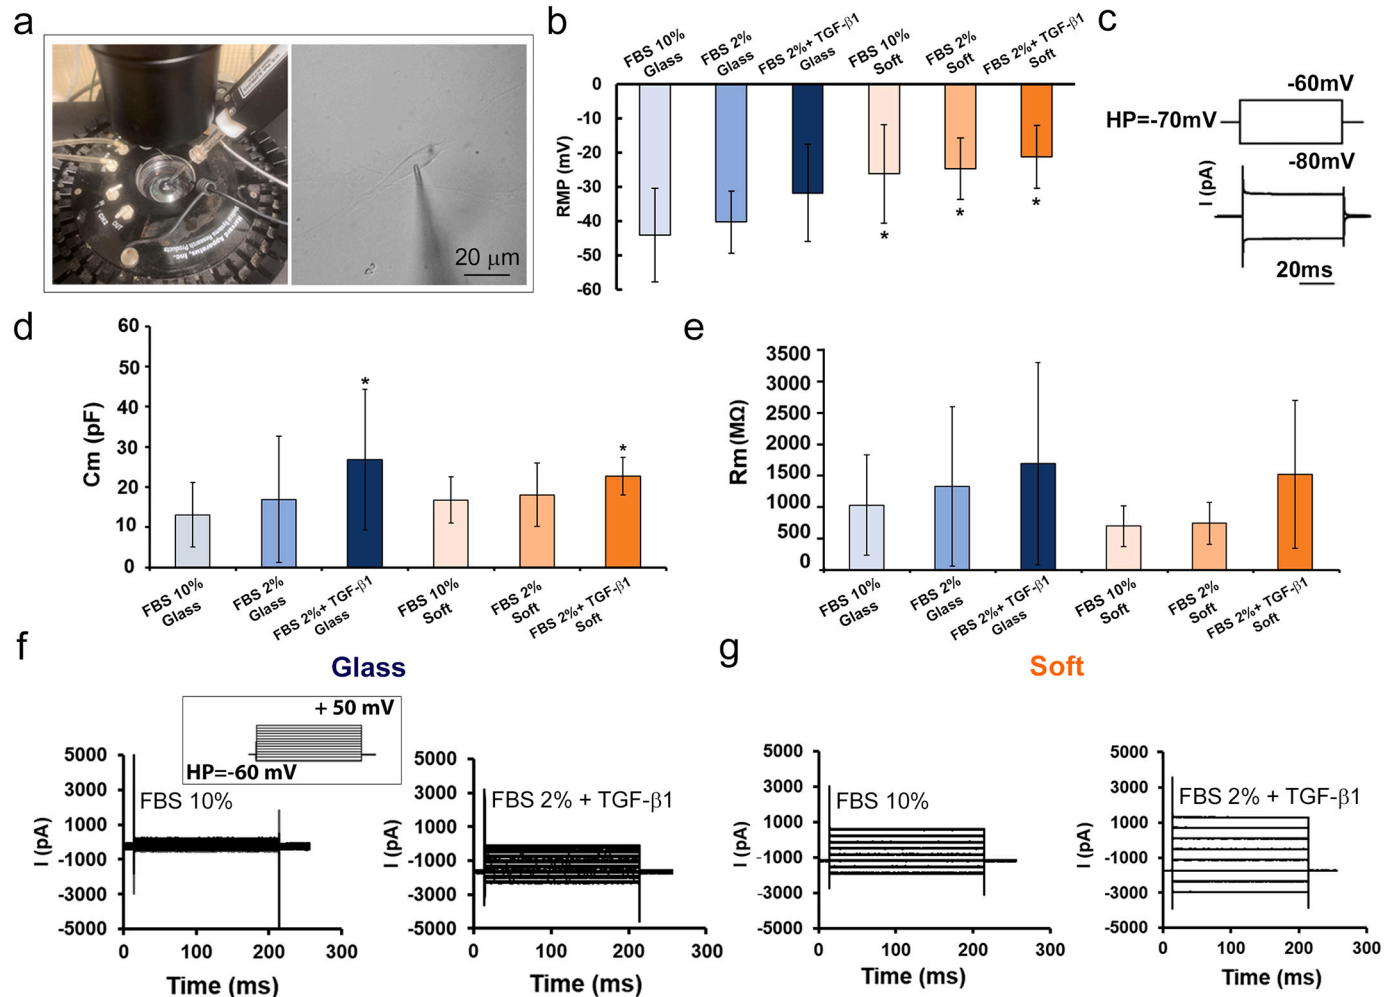 a
20 μm
IN
CH2
OUT
Harvard Apparatus, Inc.
b
FBS 10%
Glass
FBS 2%
Glass
FBS 2%+ TGF-β1
Glass
FBS 10%
Soft
FBS 2%
Soft
FBS 2%+ TGF-β1
Soft
RMP (mV)
0
-10
-20
-30
-40
-50
-60
*
*
*
c
-60mV
HP=-70mV
-80mV
I (pA)
20ms
d
Cm (pF)
60
50
40
30
20
10
0
*
*
FBS 10%
Glass
FBS 2%
Glass
FBS 2%+ TGF-β1
Glass
FBS 10%
Soft
FBS 2%
Soft
FBS 2%+ TGF-β1
Soft
e
Rm(MΩ)
3500
3000
2500
2000
1500
1000
500
0
FBS 10%
Glass
FBS 2%
Glass
FBS 2%+ TGF-β1
Glass
FBS 10%
Soft
FBS 2%
Soft
FBS 2%+ TGF-β1
Soft
f
Glass
+ 50 mV
HP=-60 mV
FBS 10%
I (pA)
5000
3000
1000
-1000
-3000
-5000
0
100
200
300
Time (ms)
FBS 2% + TGF-β1
I (pA)
5000
3000
1000
-1000
-3000
-5000
0
100
200
300
Time (ms)
g
Soft
FBS 10%
I (pA)
5000
3000
1000
-1000
-3000
-5000
0
100
200
300
Time (ms)
FBS 2% + TGF-β1
I (pA)
5000
3000
1000
-1000
-3000
-5000
0
100
200
300
Time (ms)